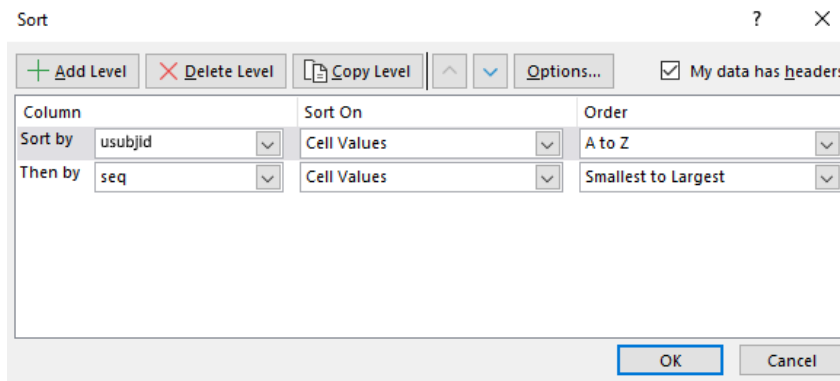 Sort ?
Add Level Delete Level Copy Level Options... My data has headers
Column Sort On Order
Sort by usubjid Cell Values A to Z
Then by seq Cell Values Smallest to Largest
OK Cancel